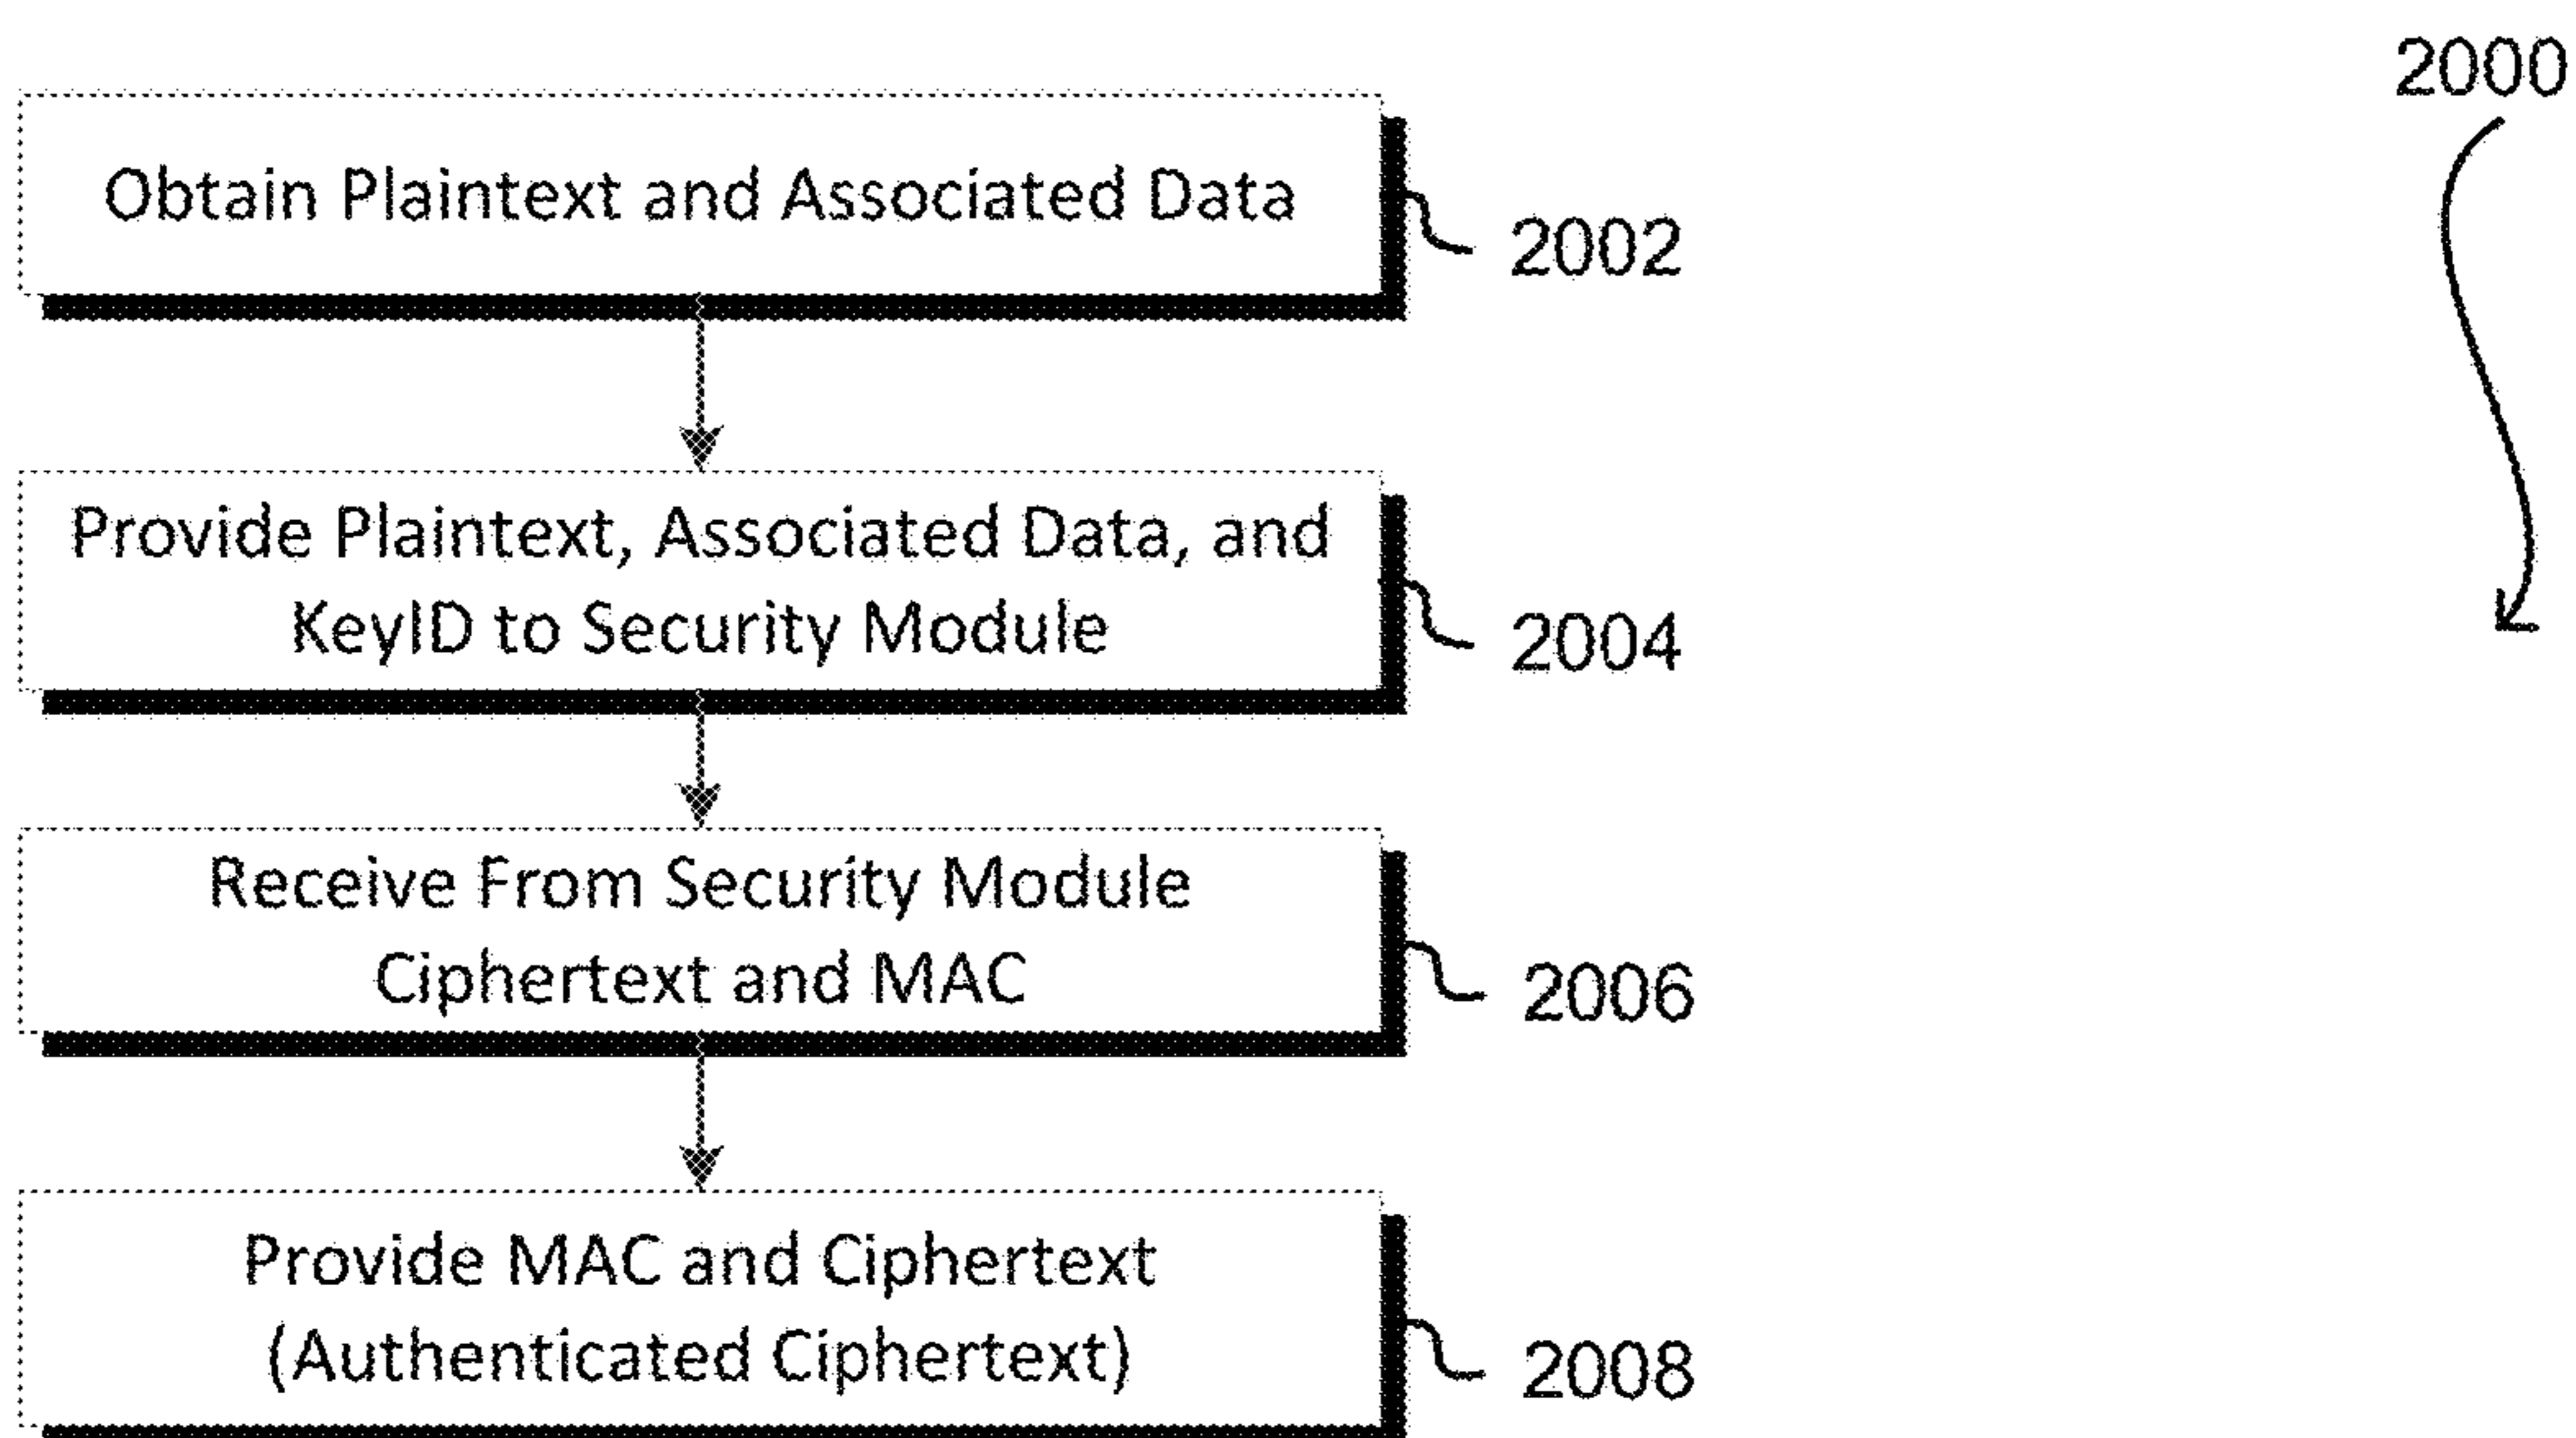 2000
Obtain Plaintext and Associated Data
2002
Provide Plaintext, Associated Data, and
KeyID to Security Module
2004
Receive From Security Module
Ciphertext and MAC
2006
Provide MAC and Ciphertext
(Authenticated Ciphertext)
2008